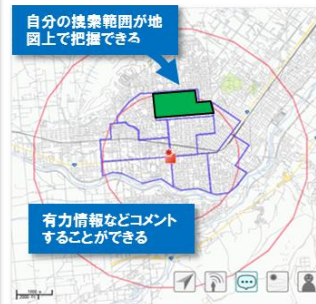 自分の捜索範囲が地
図上で把握できる
有力情報などコメント
することができる